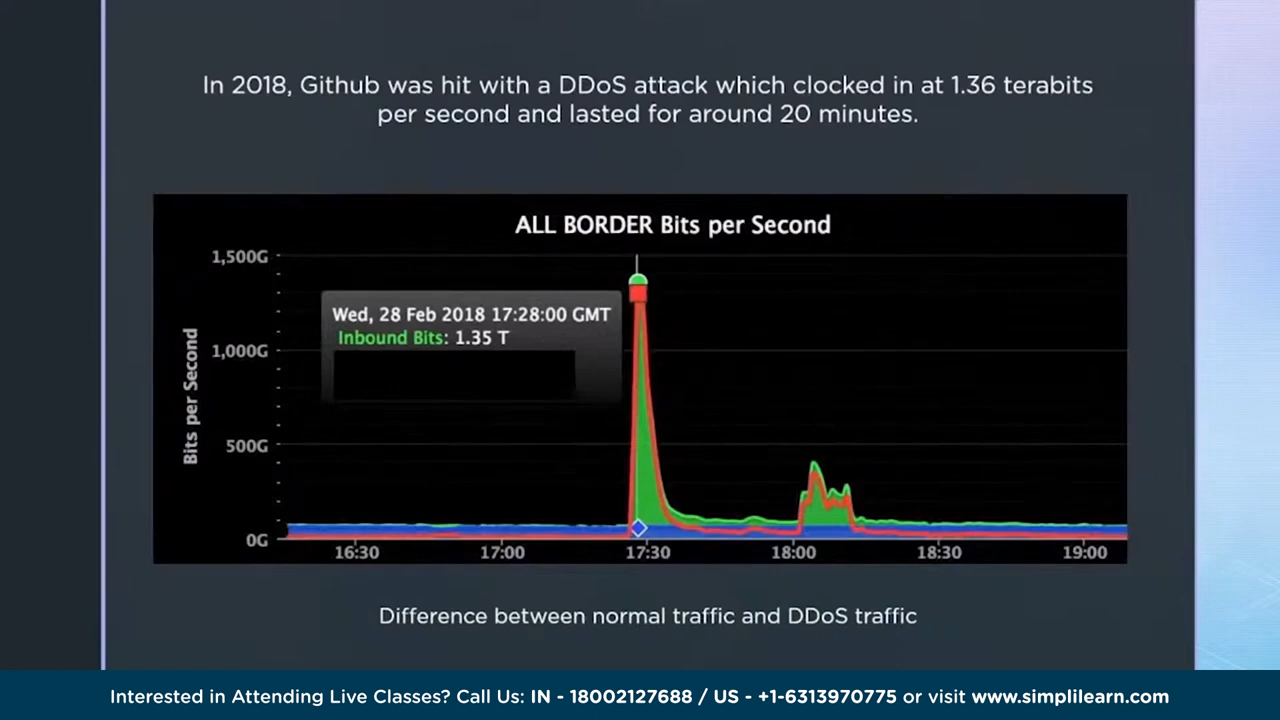 In 2018, Github was hit with a DDoS attack which clocked in at 1.36 terabits
per second and lasted for around 20 minutes.
ALL BORDER Bits per Second
1,500G
Wed, 28 Feb 2018 17:28:00 GMT
Inbound Bits: 1.35 T
1,000G
Bits per Second
500G
0G
16:30 17:00 17:30 18:00 18:30 19:00
Difference between normal traffic and DDoS traffic
Interested in Attending Live Classes? Call Us: IN - 18002127688 / US - +1-6313970775 or visit www.simplilearn.com